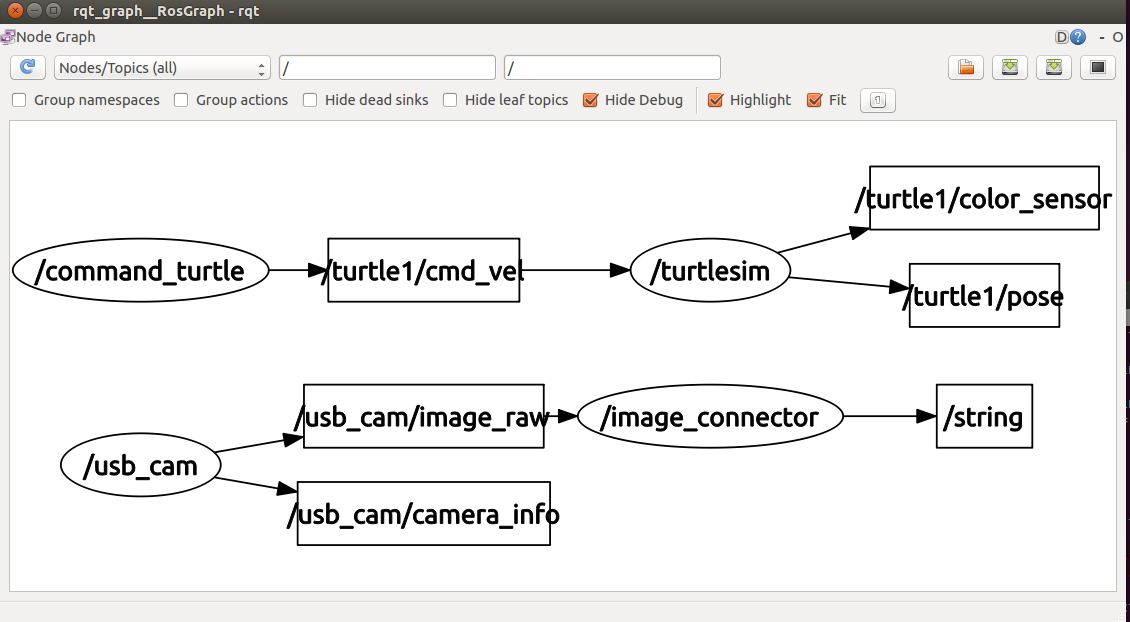 rqt_graph__RosGraph - rqt
Node Graph
D ? - O
Nodes/Topics (all) / /
Group namespaces Group actions Hide dead sinks Hide leaf topics Hide Debug Highlight Fit
/turtle1/color_sensor
/command_turtle /turtle1/cmd_vel /turtlesim
/turtle1/pose
/usb_cam/image_raw /image_connector /string
/usb_cam
/usb_cam/camera_info